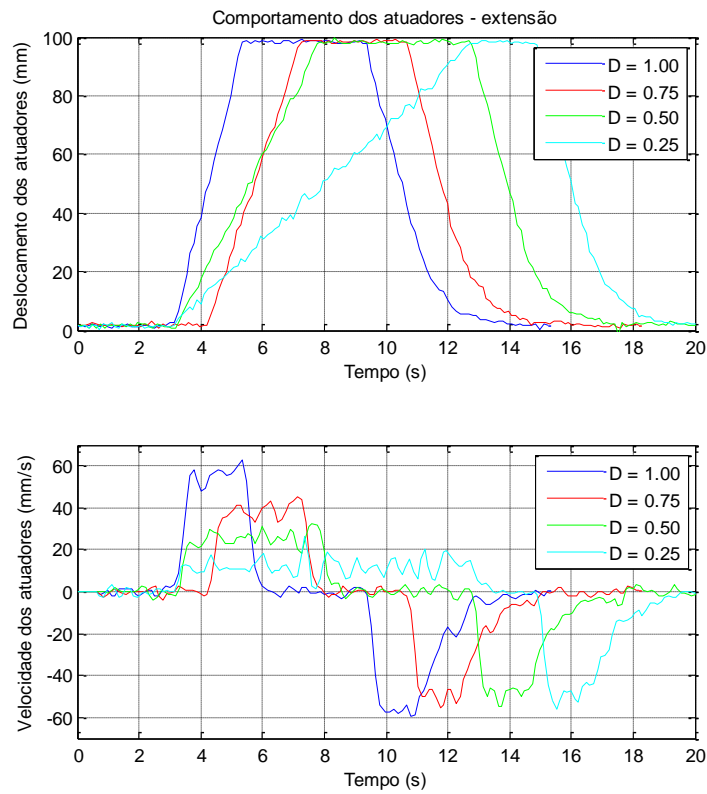 Comportamento dos atuadores - extensão
Deslocamento dos atuadores (mm)
100
80
60
40
20
0
D = 1.00
D = 0.75
D = 0.50
D = 0.25
0 2 4 6 8 10 12 14 16 18 20
Tempo (s)
Velocidade dos atuadores (mm/s)
60
40
20
0
-20
-40
-60
D = 1.00
D = 0.75
D = 0.50
D = 0.25
0 2 4 6 8 10 12 14 16 18 20
Tempo (s)